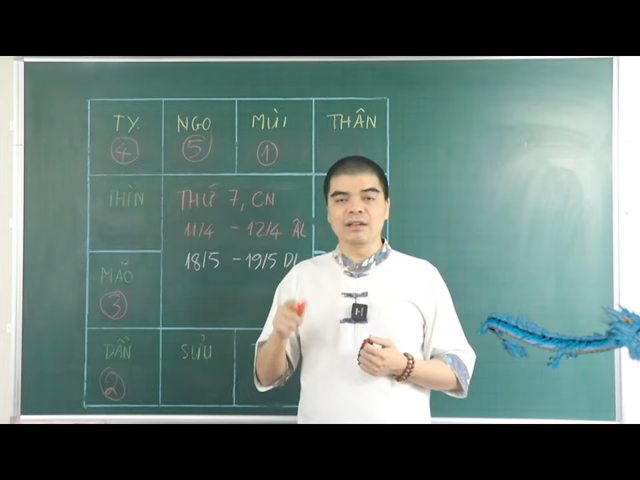 TỴ NGỌ MÙI THÂN
4 5 1
THÌN
THỨ 7, CN
11/4 - 12/4 ÂL
18/5 - 19/5 DL
MÃO
3
DẦN SỬU
2